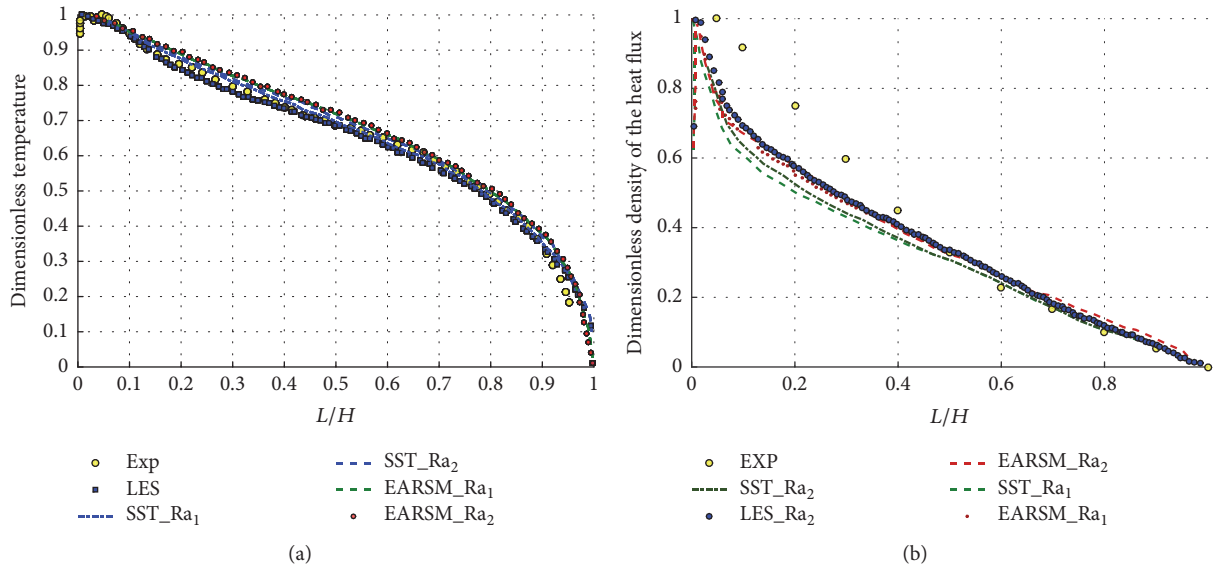 1
0.9
0.8
0.7
0.6
0.5
0.4
0.3
0.2
0.1
0
Dimensionless temperature
0 0.1 0.2 0.3 0.4 0.5 0.6 0.7 0.8 0.9 1
L/H
Exp
LES
SST_Ra₁
SST_Ra₂
EARSM_Ra₁
EARSM_Ra₂
(a)
1
0.8
0.6
0.4
0.2
0
Dimensionless density of the heat flux
0 0.2 0.4 0.6 0.8 1
L/H
EXP
SST_Ra₂
LES_Ra₂
EARSM_Ra₂
SST_Ra₁
EARSM_Ra₁
(b)